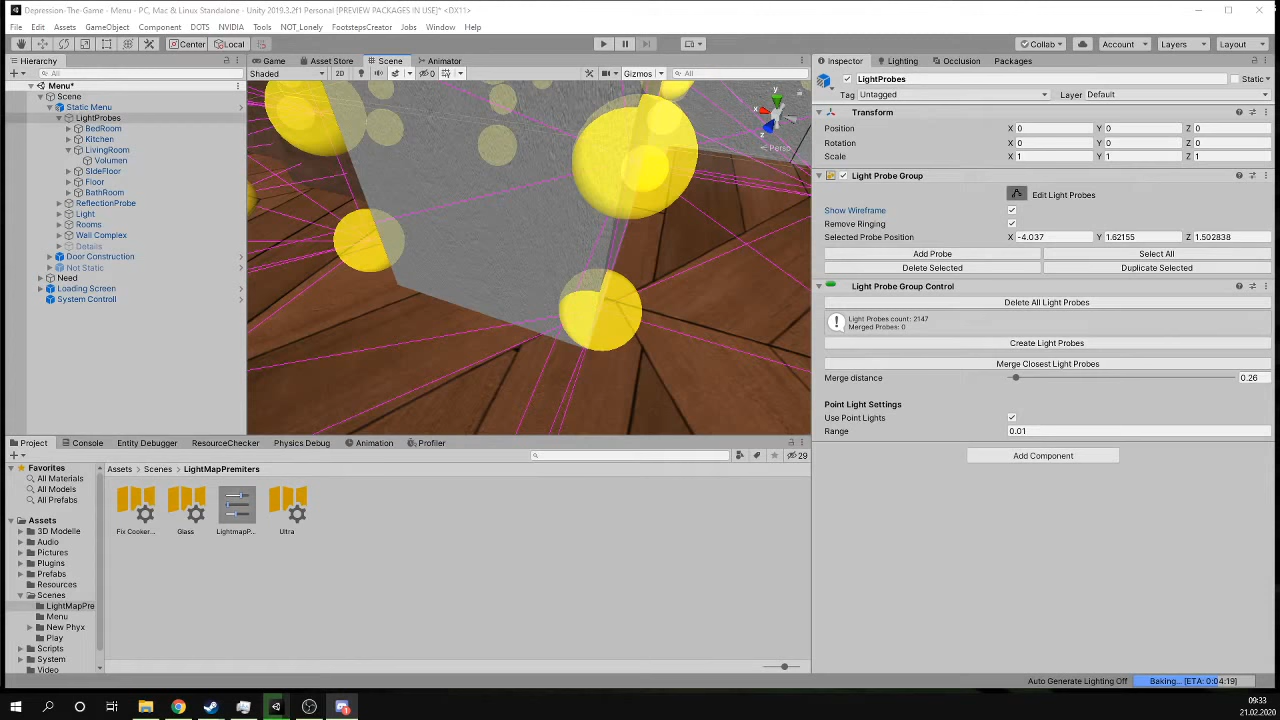 Depression-The-Game - Menu - PC, Mac & Linux Standalone - Unity 2019.3.2f1 Personal [PREVIEW PACKAGES IN USE]* <DX11>
File Edit Assets GameObject Component DOTS NVIDIA Tools NOT_Lonely FootstepsCreator Jobs Window Help
Center Local Collab Account Layers Layout
Hierarchy
All
Menu*
Scene
Static Menu
LightProbes
BedRoom
Kitchen
LivingRoom
Volumen
SIdeFloor
Floor
BathRoom
ReflectionProbe
Light
Rooms
Wall Complex
Details
Door Construction
Not Static
Need
Loading Screen
System Controll
Game Asset Store Scene Animator
Shaded 2D 0 Gizmos All
y
x
z
Persp
Inspector Lighting Occlusion Packages
LightProbes Static
Tag Untagged Layer Default
Transform
Position X 0 Y 0 Z 0
Rotation X 0 Y 0 Z 0
Scale X 1 Y 1 Z 1
Light Probe Group
Edit Light Probes
Show Wireframe
Remove Ringing
Selected Probe Position X -4.037 Y 1.62155 Z 1.502838
Add Probe Select All
Delete Selected Duplicate Selected
Light Probe Group Control
Delete All Light Probes
Light Probes count: 2147
Merged Probes: 0
Create Light Probes
Merge Closest Light Probes
Merge distance 0.26
Point Light Settings
Use Point Lights
Range 0.01
Add Component
Project Console Entity Debugger ResourceChecker Physics Debug Animation Profiler
29
Favorites
All Materials
All Models
All Prefabs
Assets
3D Modelle
Audio
Pictures
Plugins
Prefabs
Resources
Scenes
LightMapPre
Menu
New Phyx
Play
Scripts
System
Video
Assets Scenes LightMapPremiters
Fix Cooker... Glass LightmapP... Ultra
Auto Generate Lighting Off Baking... [ETA: 0:04:19]
09:33
21.02.2020